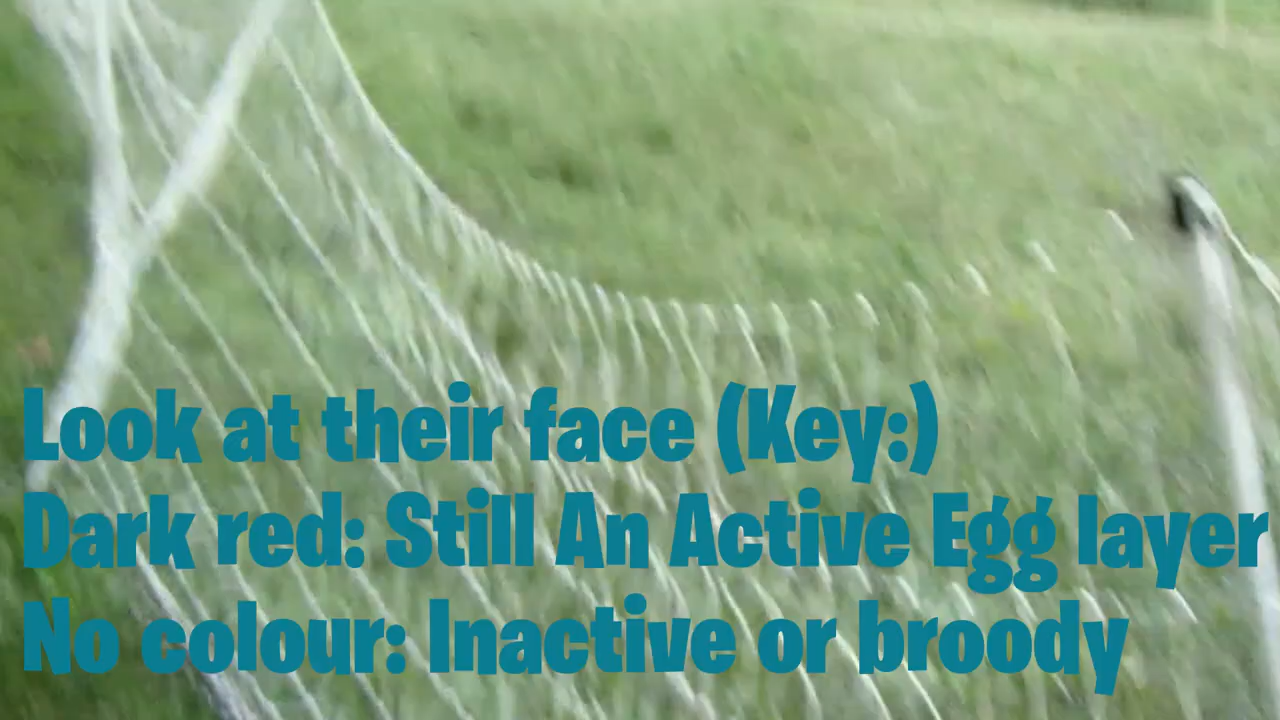 Look at their face (Key:)
Dark red: Still An Active Egg layer
No colour: Inactive or broody